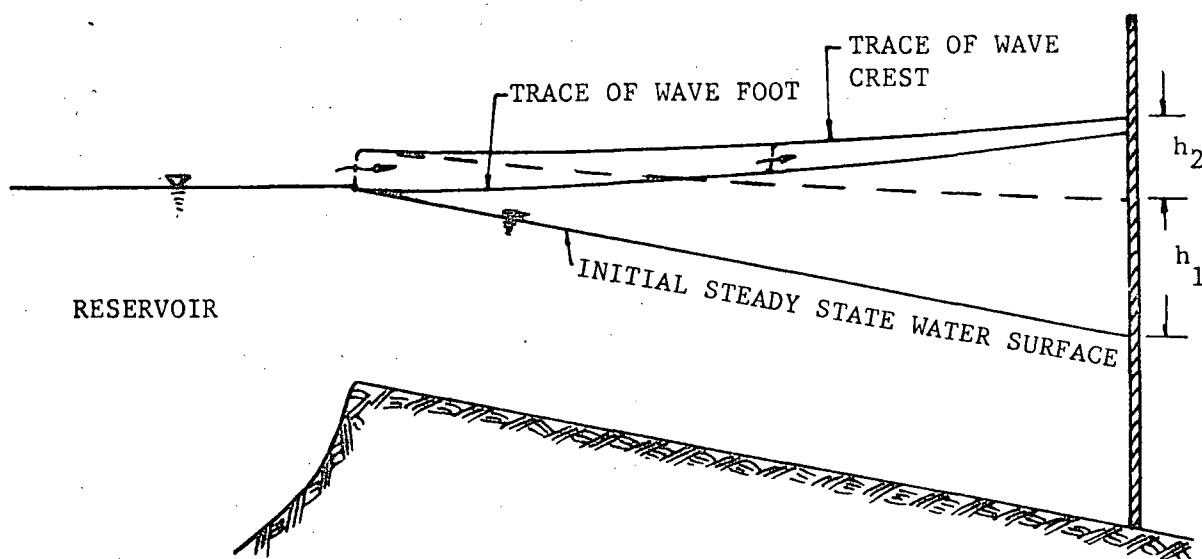 TRACE OF WAVE
CREST
TRACE OF WAVE FOOT
h2
h1
INITIAL STEADY STATE WATER SURFACE
RESERVOIR